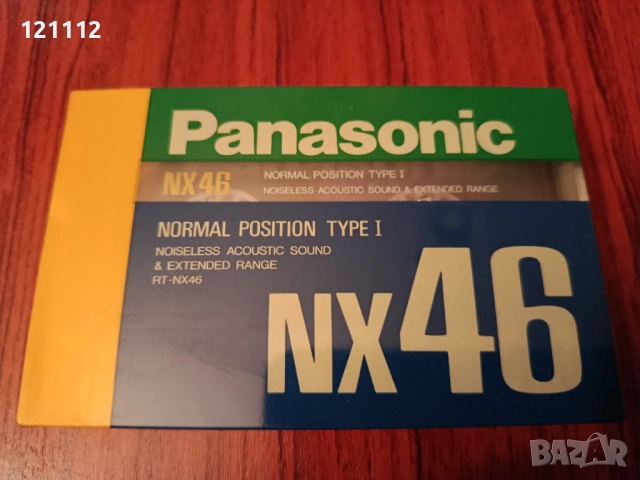 121112
Panasonic
NX46
NORMAL POSITION TYPE I
NOISELESS ACOUSTIC SOUND & EXTENDED RANGE
NORMAL POSITION TYPE I
NOISELESS ACOUSTIC SOUND
& EXTENDED RANGE
RT-NX46
NX46
BAZAR